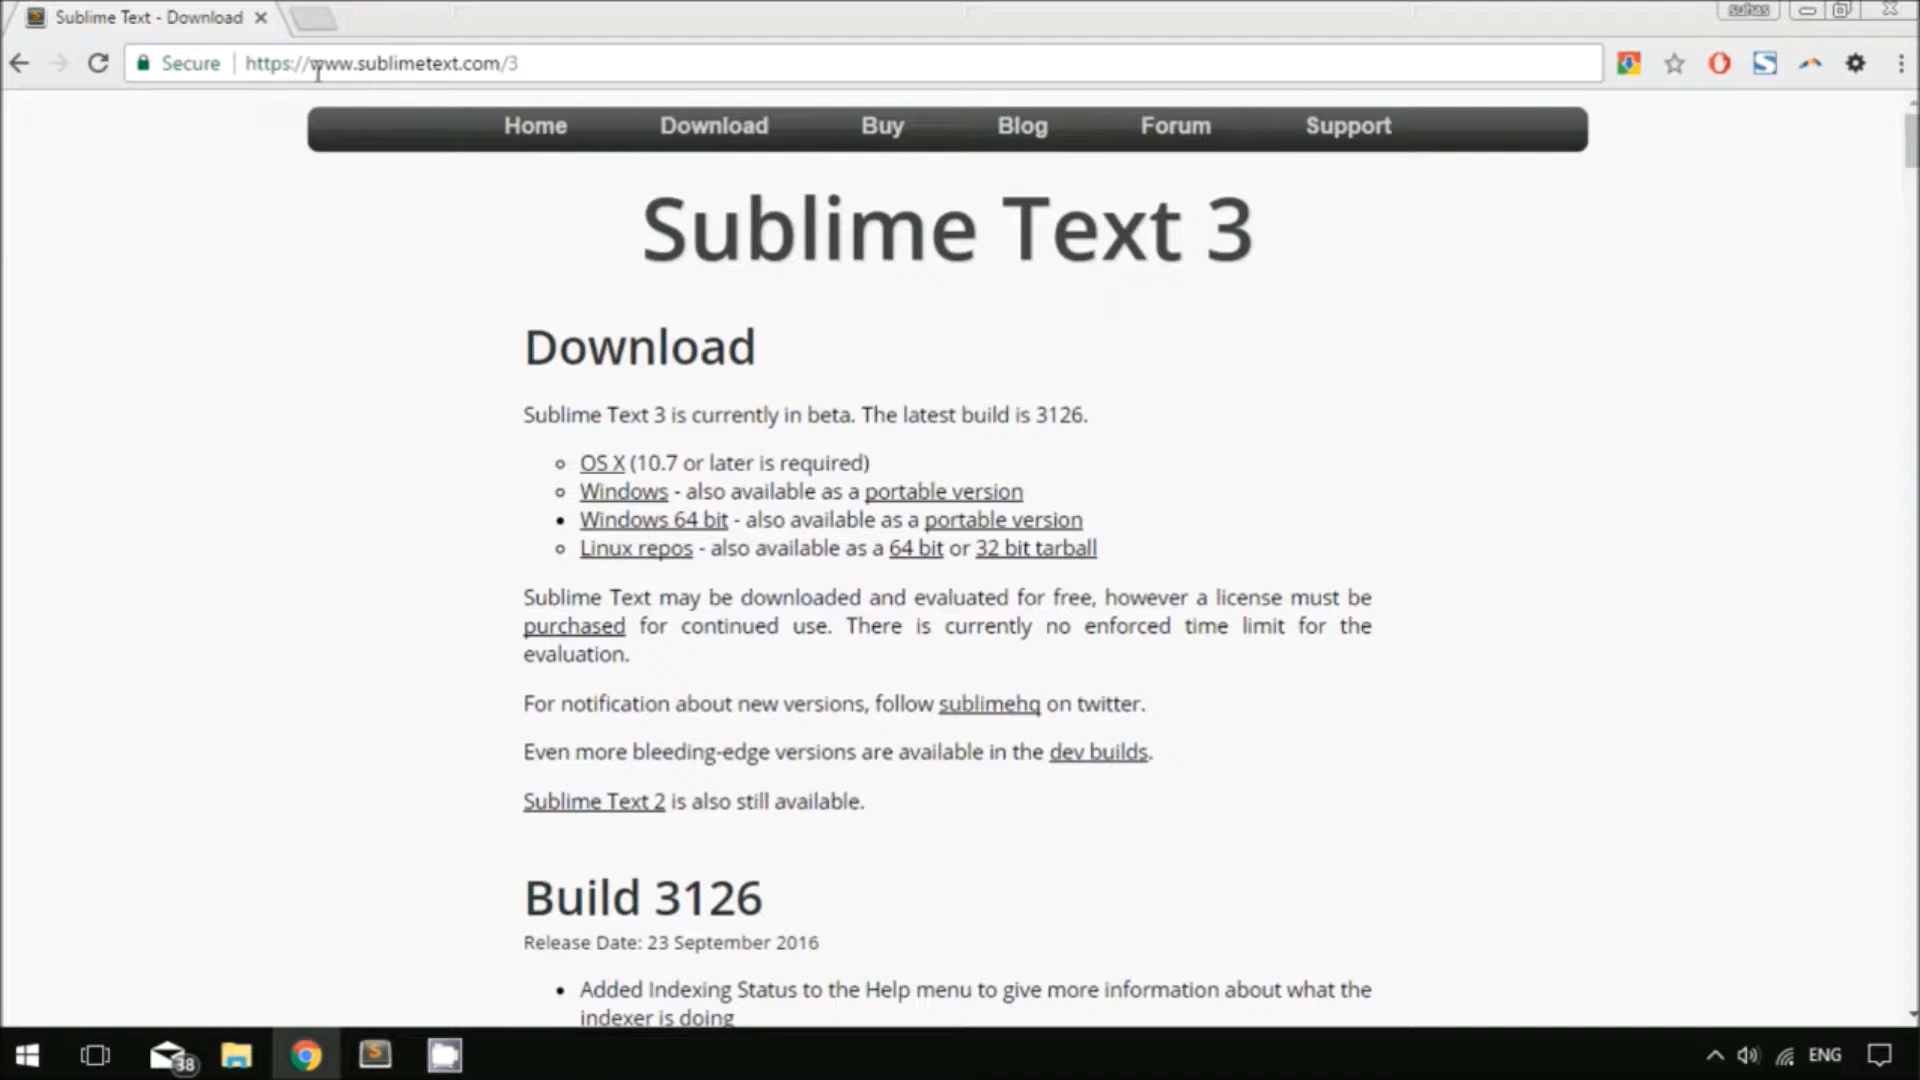 Sublime Text - Download
suhas
Secure | https://www.sublimetext.com/3
Home Download Buy Blog Forum Support
Sublime Text 3
Download
Sublime Text 3 is currently in beta. The latest build is 3126.
OS X (10.7 or later is required)
Windows - also available as a portable version
Windows 64 bit - also available as a portable version
Linux repos - also available as a 64 bit or 32 bit tarball
Sublime Text may be downloaded and evaluated for free, however a license must be
purchased for continued use. There is currently no enforced time limit for the
evaluation.
For notification about new versions, follow sublimehq on twitter.
Even more bleeding-edge versions are available in the dev builds.
Sublime Text 2 is also still available.
Build 3126
Release Date: 23 September 2016
Added Indexing Status to the Help menu to give more information about what the
indexer is doing
38
ENG